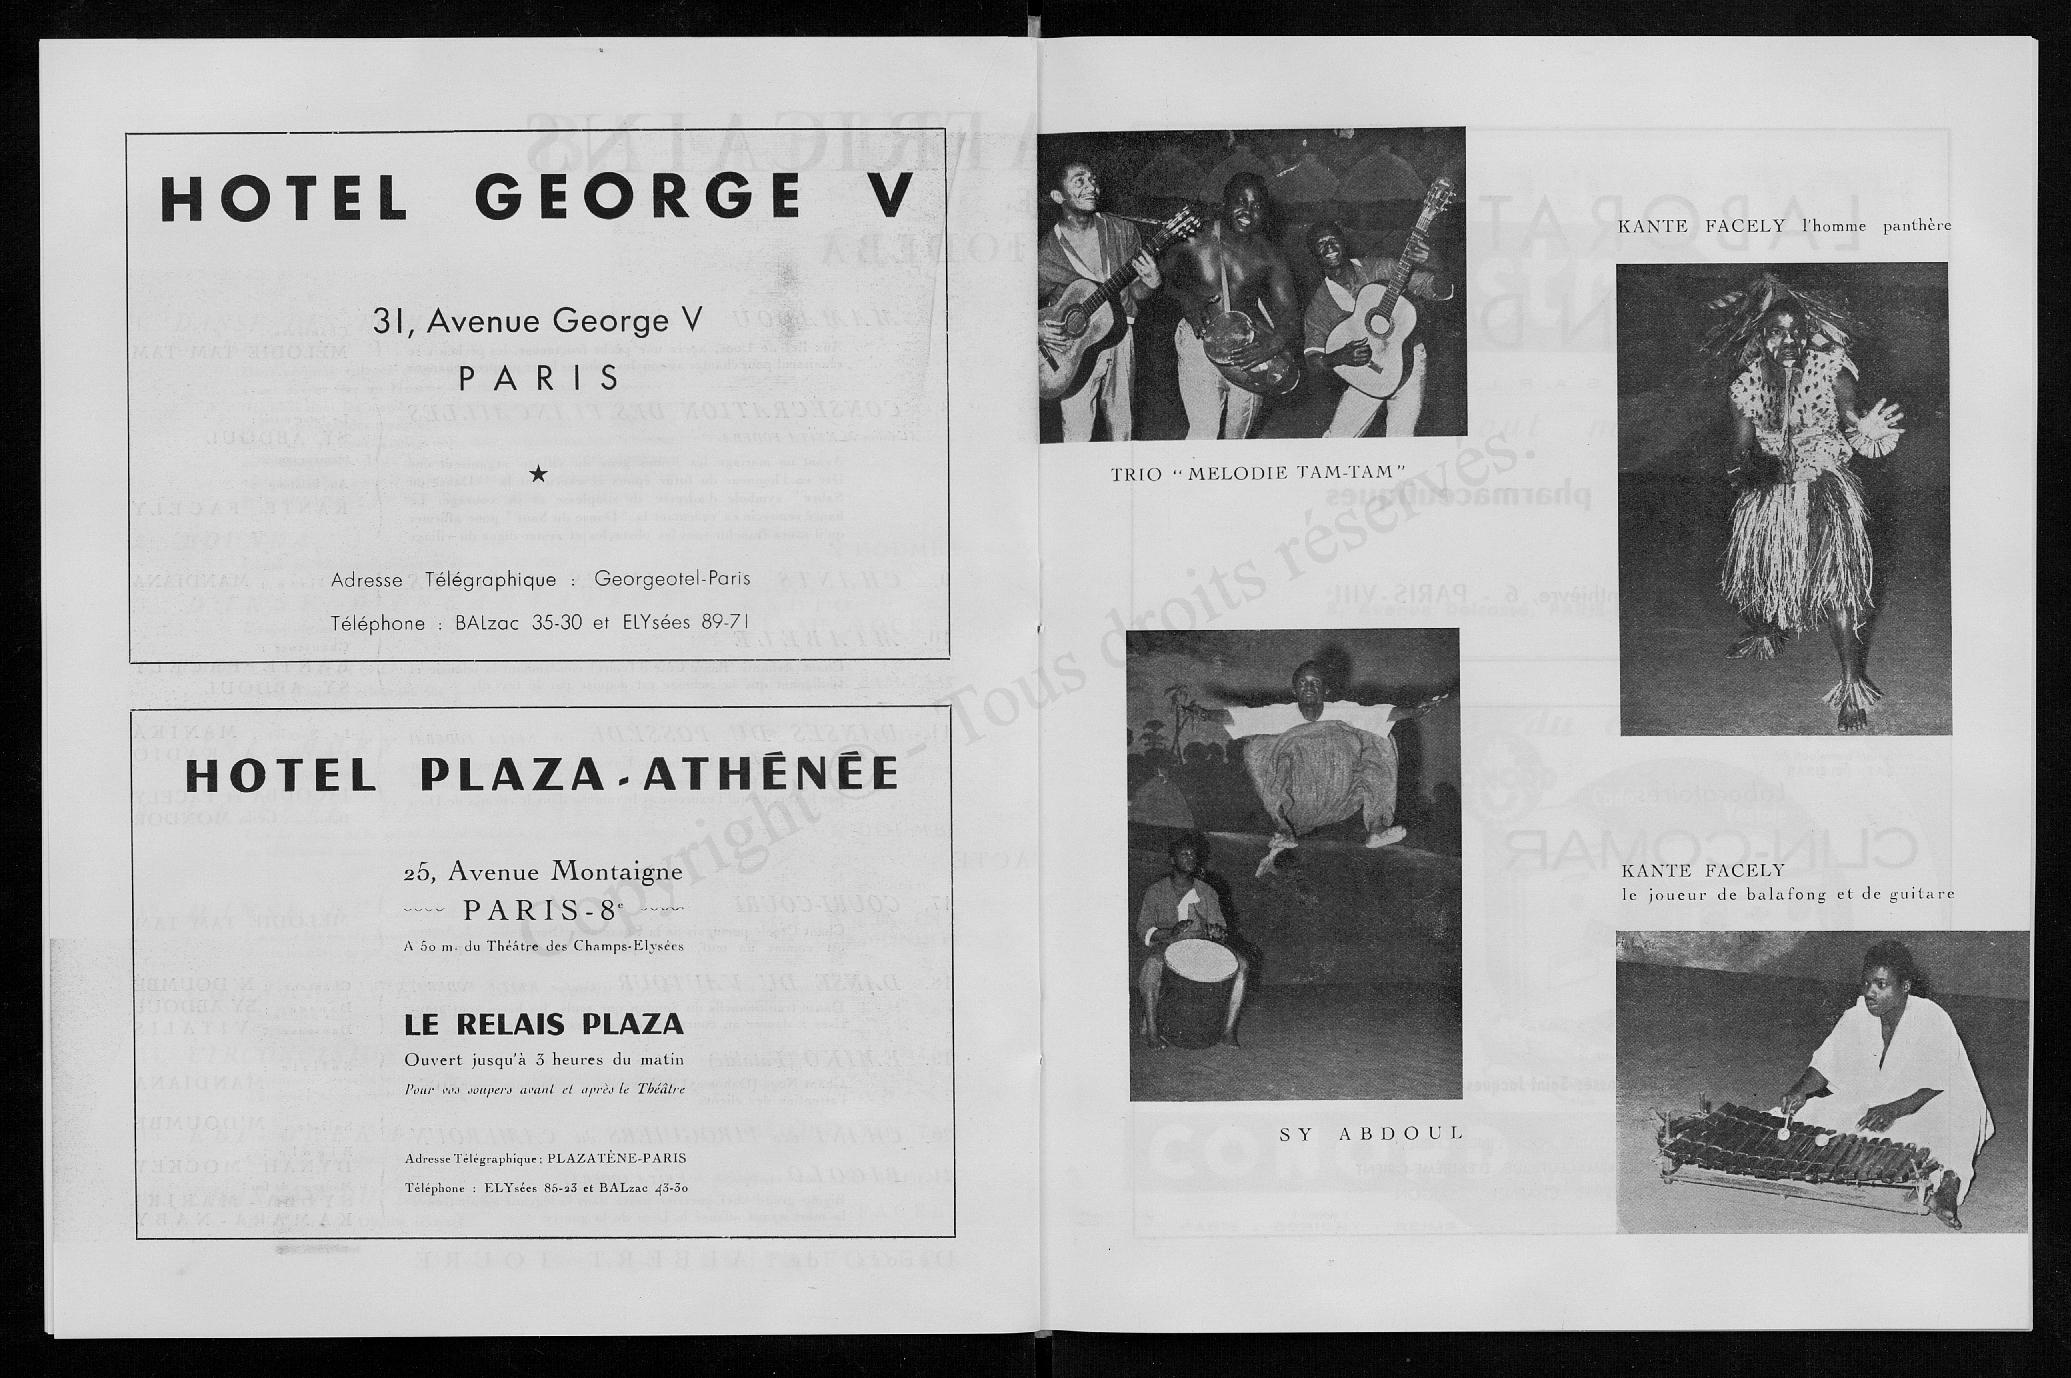 HOTEL GEORGE V
31, Avenue George V
PARIS
★
Adresse Télégraphique : Georgeotel-Paris
Téléphone : BALzac 35-30 et ELYsées 89-71
HOTEL PLAZA-ATHÉNÉE
25, Avenue Montaigne
PARIS-8e
A 50 m. du Théâtre des Champs-Elysées
LE RELAIS PLAZA
Ouvert jusqu'à 3 heures du matin
Pour vos soupers avant et après le Théâtre
Adresse Télégraphique : PLAZATÈNE-PARIS
Téléphone : ELYsées 85-23 et BALzac 43-30
TRIO "MELODIE TAM-TAM"
KANTE FACELY l'homme panthère
SY ABDOUL
KANTE FACELY
le joueur de balafong et de guitare
Copyright © - Tous droits réservés.